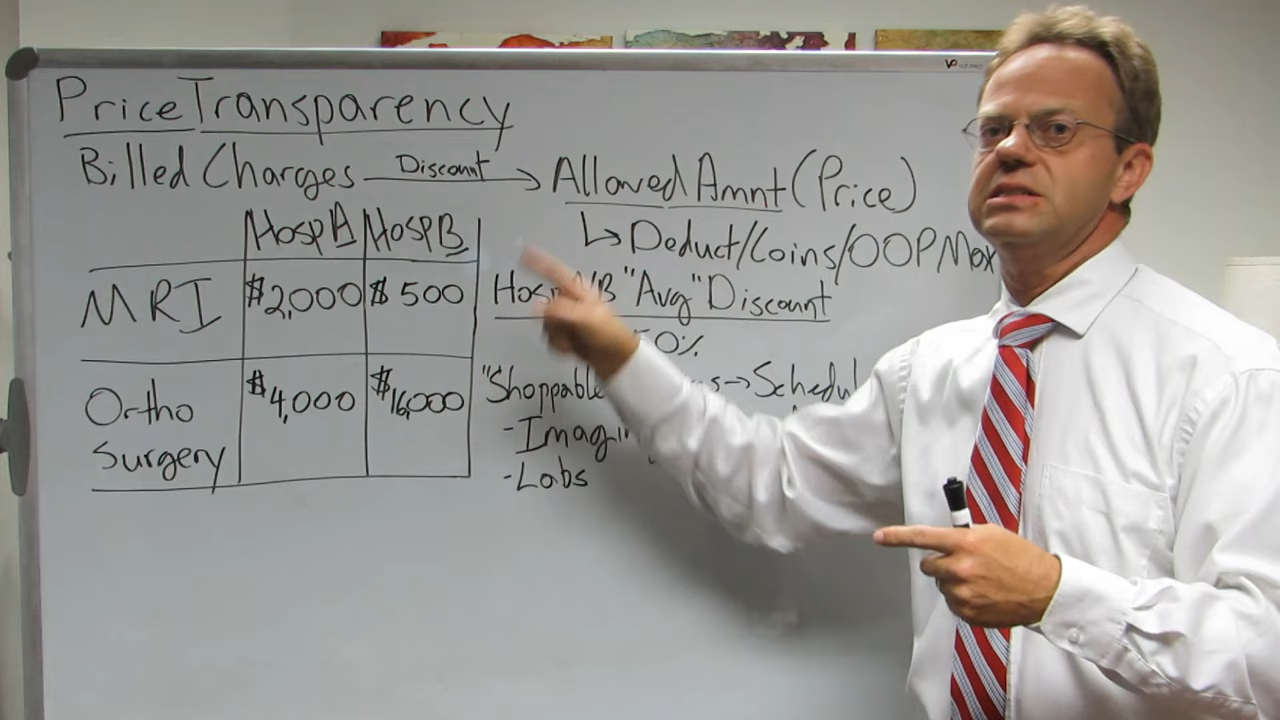 Price Transparency
Billed Charges Discount → Allowed Amnt (Price)
↳ Deduct/Coins/OOP Max
Hosp A Hosp B
MRI $2,000 $500
Ortho Surgery $4,000 $16,000
"Avg" Discount
50%
"Shoppable
- Labs